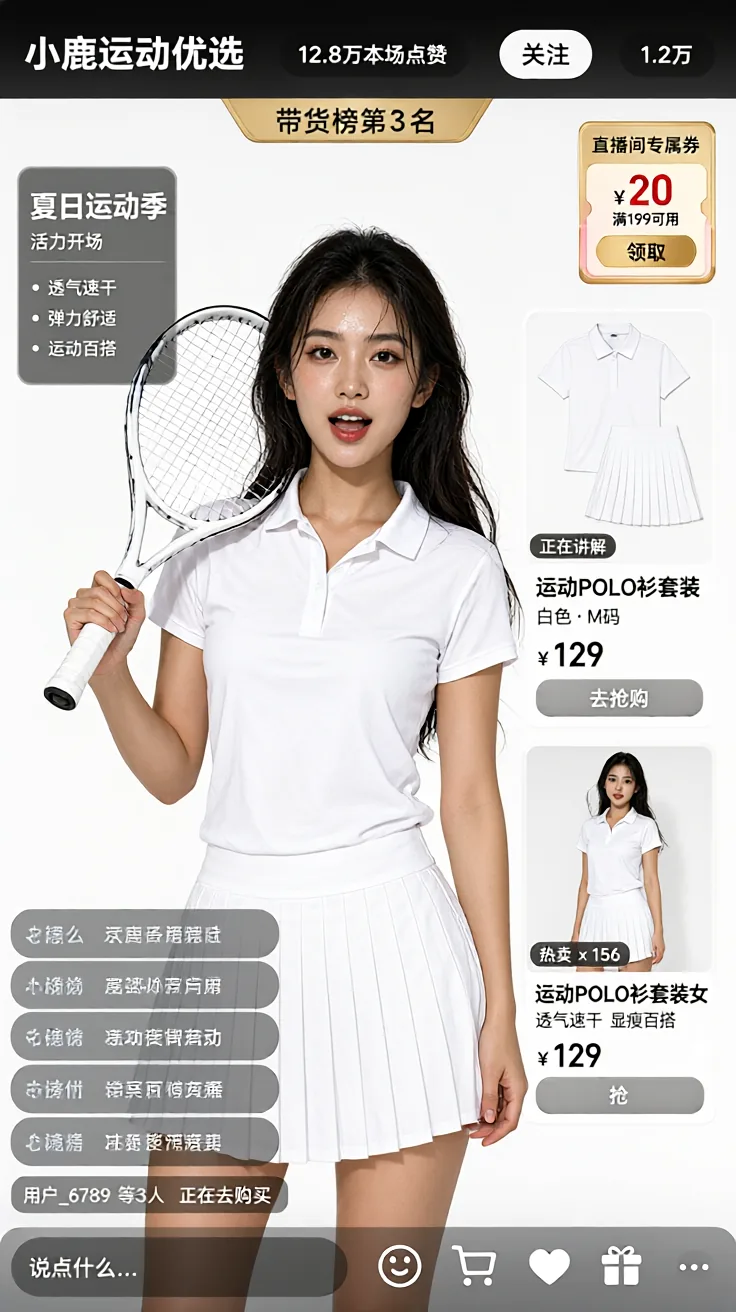 小鹿运动优选
12.8万本场点赞
关注
1.2万
带货榜第3名
直播间专属券
¥20
满199可用
领取
夏日运动季
活力开场
• 透气速干
• 弹力舒适
• 运动百搭
正在讲解
运动POLO衫套装
白色·M码
¥129
去抢购
热卖 x 156
运动POLO衫套装女
透气速干 显瘦百搭
¥129
抢
用户_6789 等3人 正在去购买
说点什么...